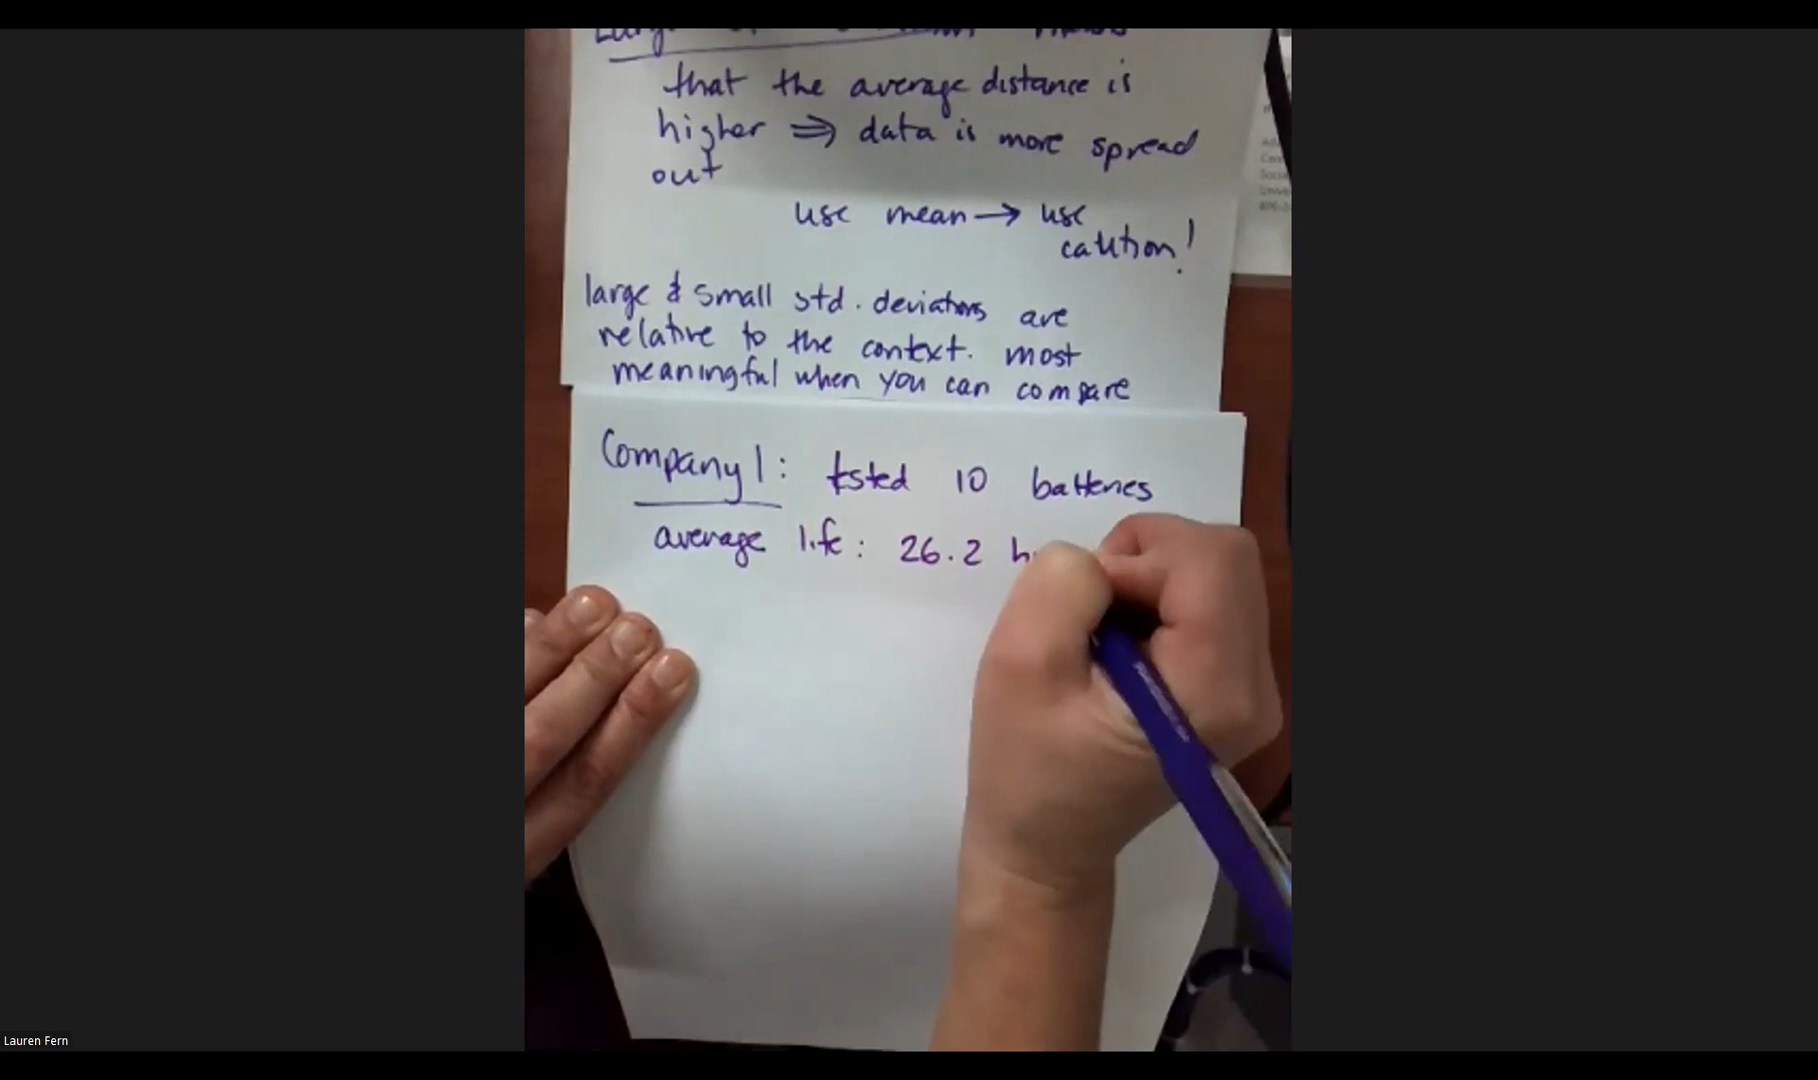 that the average distance is
higher ⇒ data is more spread
out
use mean → use
caution!
large & small std. deviations are
relative to the context. most
meaningful when you can compare
Company 1: tested 10 batteries
average life: 26.2
Lauren Fern